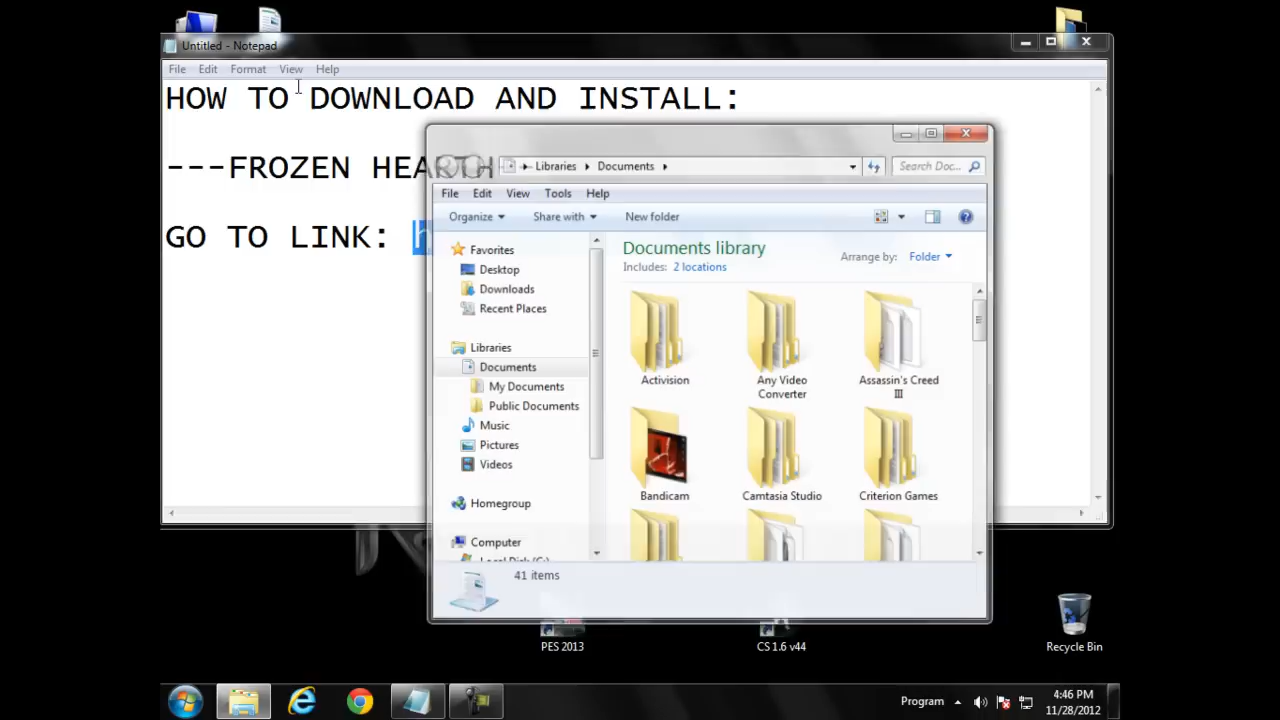 Untitled - Notepad
File Edit Format View Help
HOW TO DOWNLOAD AND INSTALL:
---FROZEN HEARTH
GO TO LINK: h
Libraries Documents
Search Doc...
File Edit View Tools Help
Organize Share with New folder
Favorites
Desktop
Downloads
Recent Places
Libraries
Documents
My Documents
Public Documents
Music
Pictures
Videos
Homegroup
Computer
Local Disk (C:)
Documents library
Includes: 2 locations
Arrange by: Folder
Activision
Any Video
Converter
Assassin's Creed
III
Bandicam
Camtasia Studio
Criterion Games
41 items
PES 2013
CS 1.6 v44
Recycle Bin
Program
4:46 PM
11/28/2012